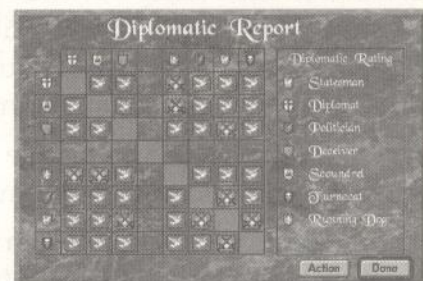 Diplomatic Report
Diplomatic Rating
Statesman
Diplomat
Politician
Deceiver
Scoundrel
Turncoat
Running Dog
Action
Done